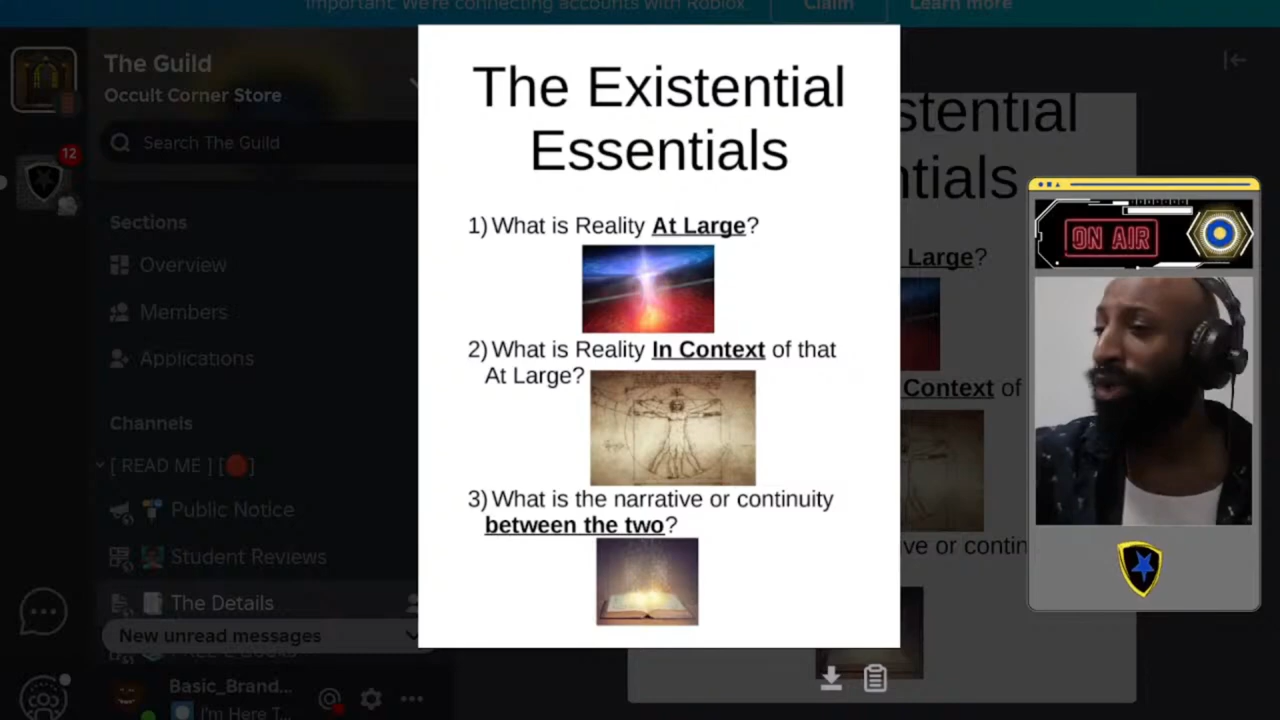 Important: We're connecting accounts with Roblox.
Claim
Learn more
The Guild
Occult Corner Store
Search The Guild
12
Sections
Overview
Members
Applications
Channels
[ READ ME ] [🔴]
Public Notice
Student Reviews
The Details
New unread messages
Basic_Brand...
I'm Here T...
The Existential
Essentials
1) What is Reality At Large?
2) What is Reality In Context of that
At Large?
3) What is the narrative or continuity
between the two?
stential
ntials
Large?
Context of
ve or contin
ON AIR